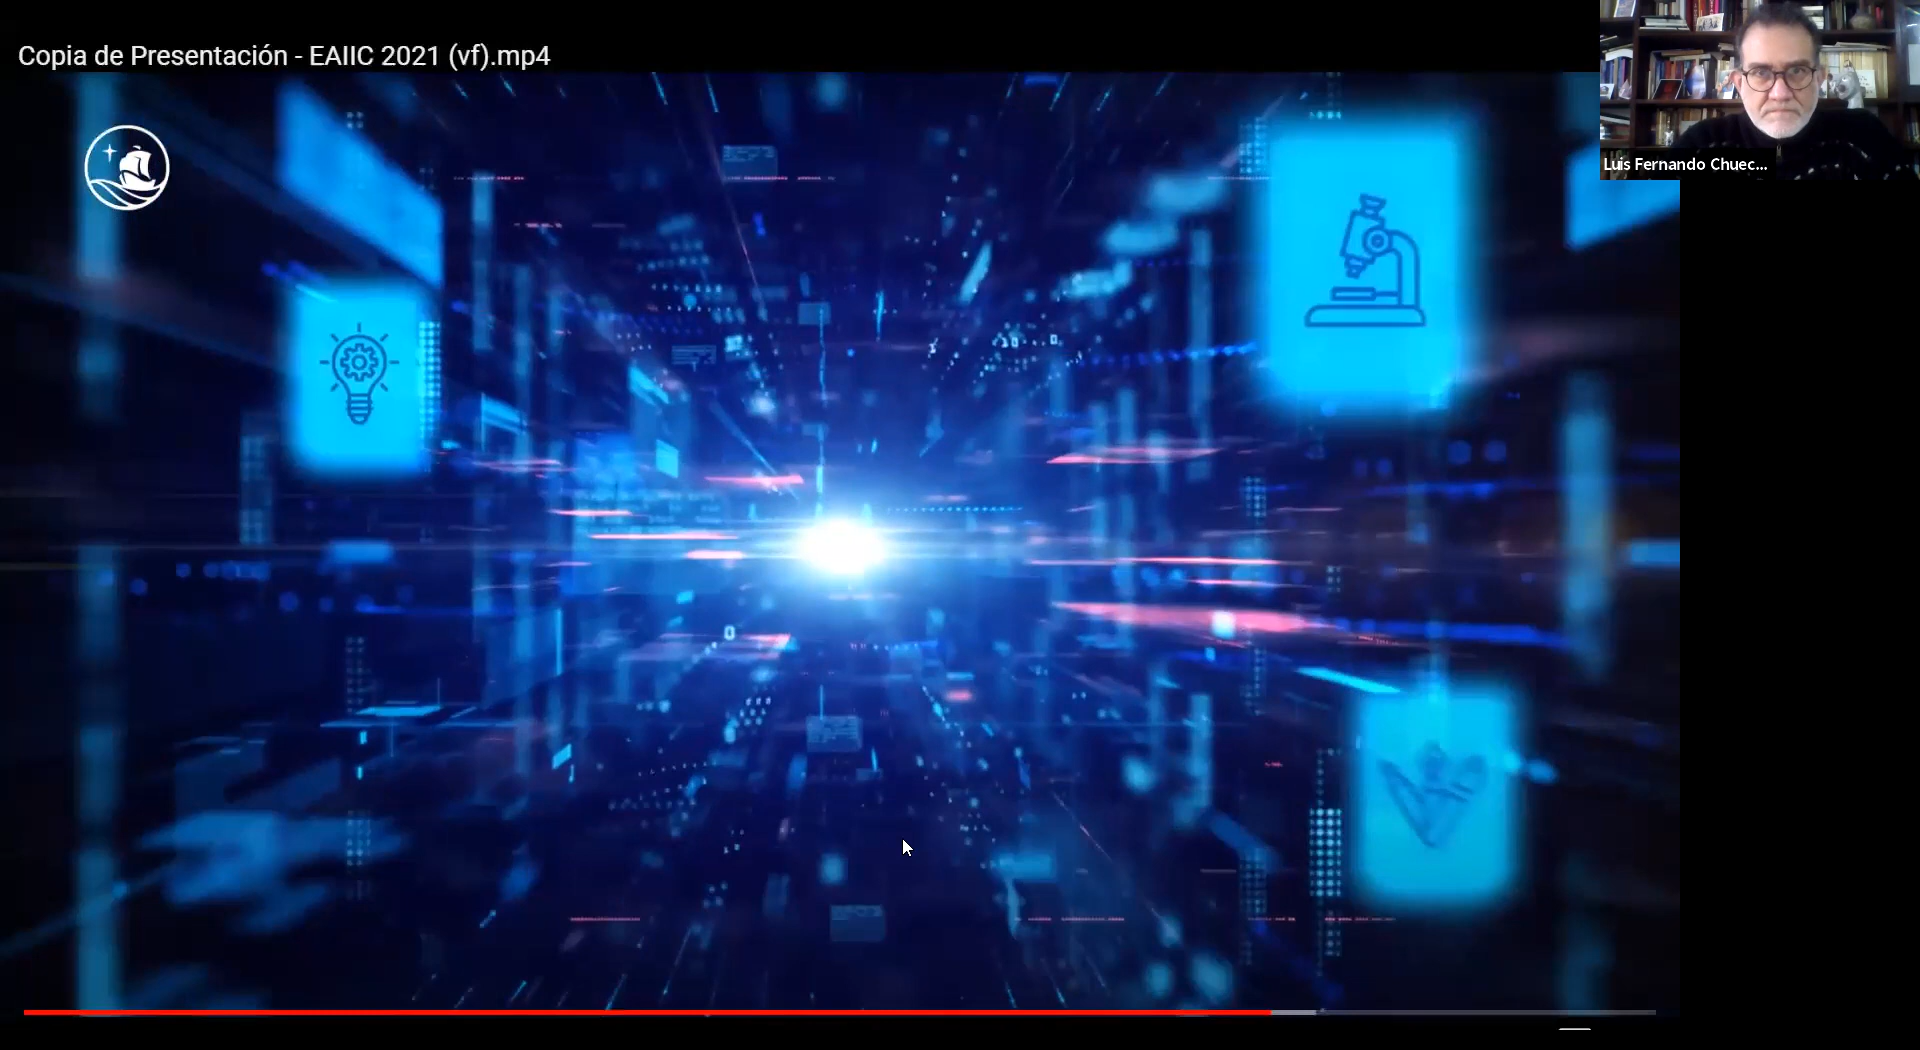 Copia de Presentación - EAIIC 2021 (vf).mp4
Luis Fernando Chuec...